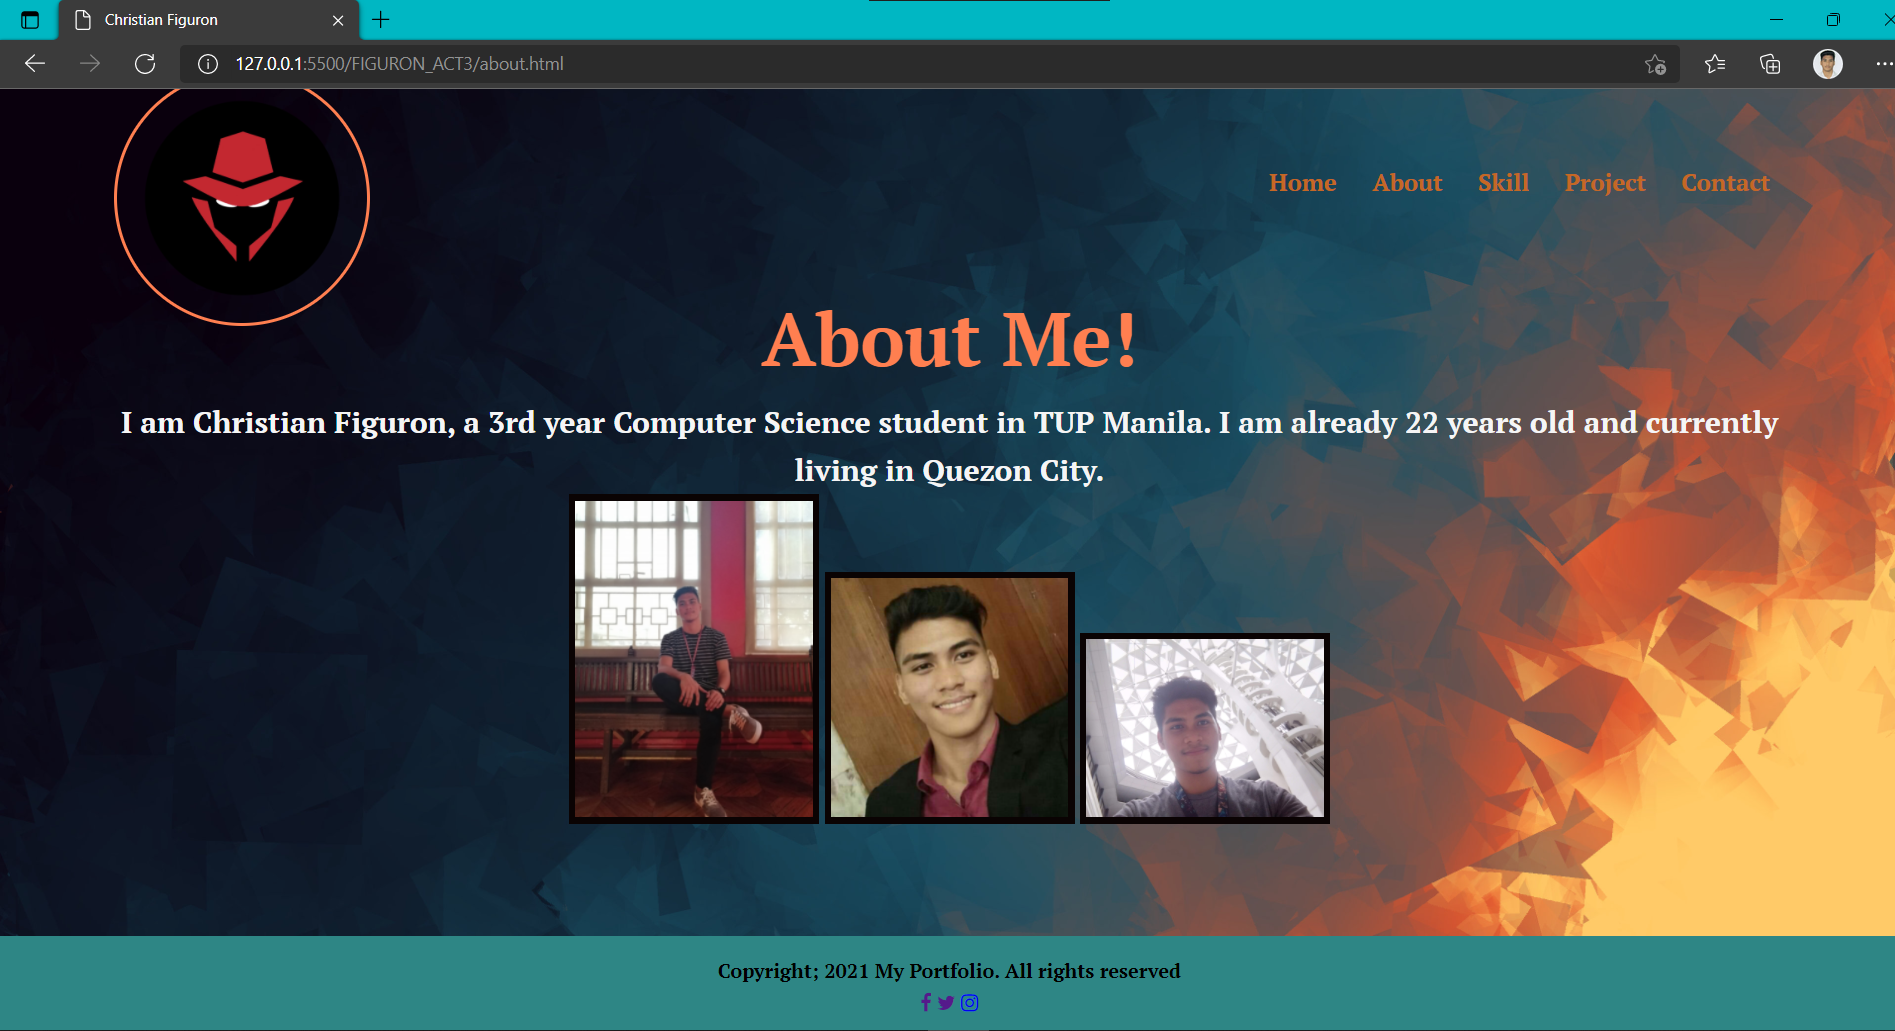 Christian Figuron
127.0.0.1:5500/FIGURON_ACT3/about.html
Home About Skill Project Contact
About Me!
I am Christian Figuron, a 3rd year Computer Science student in TUP Manila. I am already 22 years old and currently
living in Quezon City.
Copyright; 2021 My Portfolio. All rights reserved